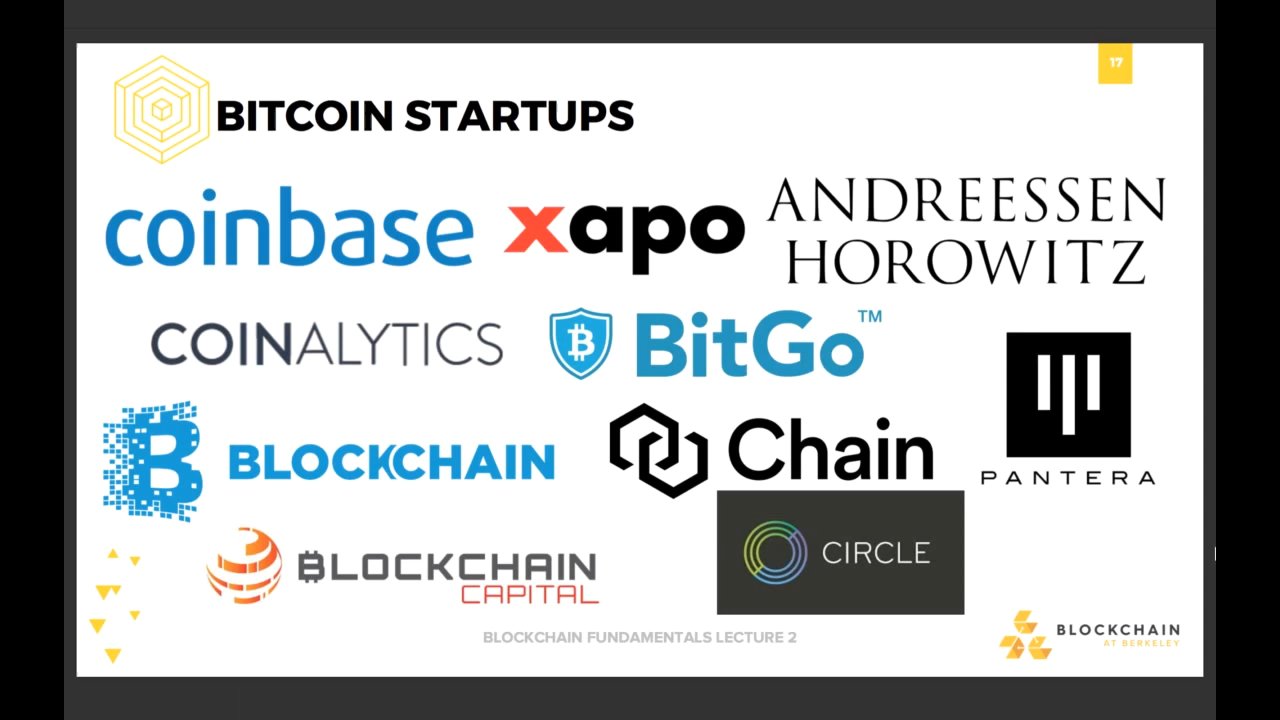 17
BITCOIN STARTUPS
coinbase
xapo
ANDREESSEN
HOROWITZ
COINALYTICS
BitGo™
BLOCKCHAIN
Chain
PANTERA
BLOCKCHAIN
CAPITAL
CIRCLE
BLOCKCHAIN FUNDAMENTALS LECTURE 2
BLOCKCHAIN
AT BERKELEY